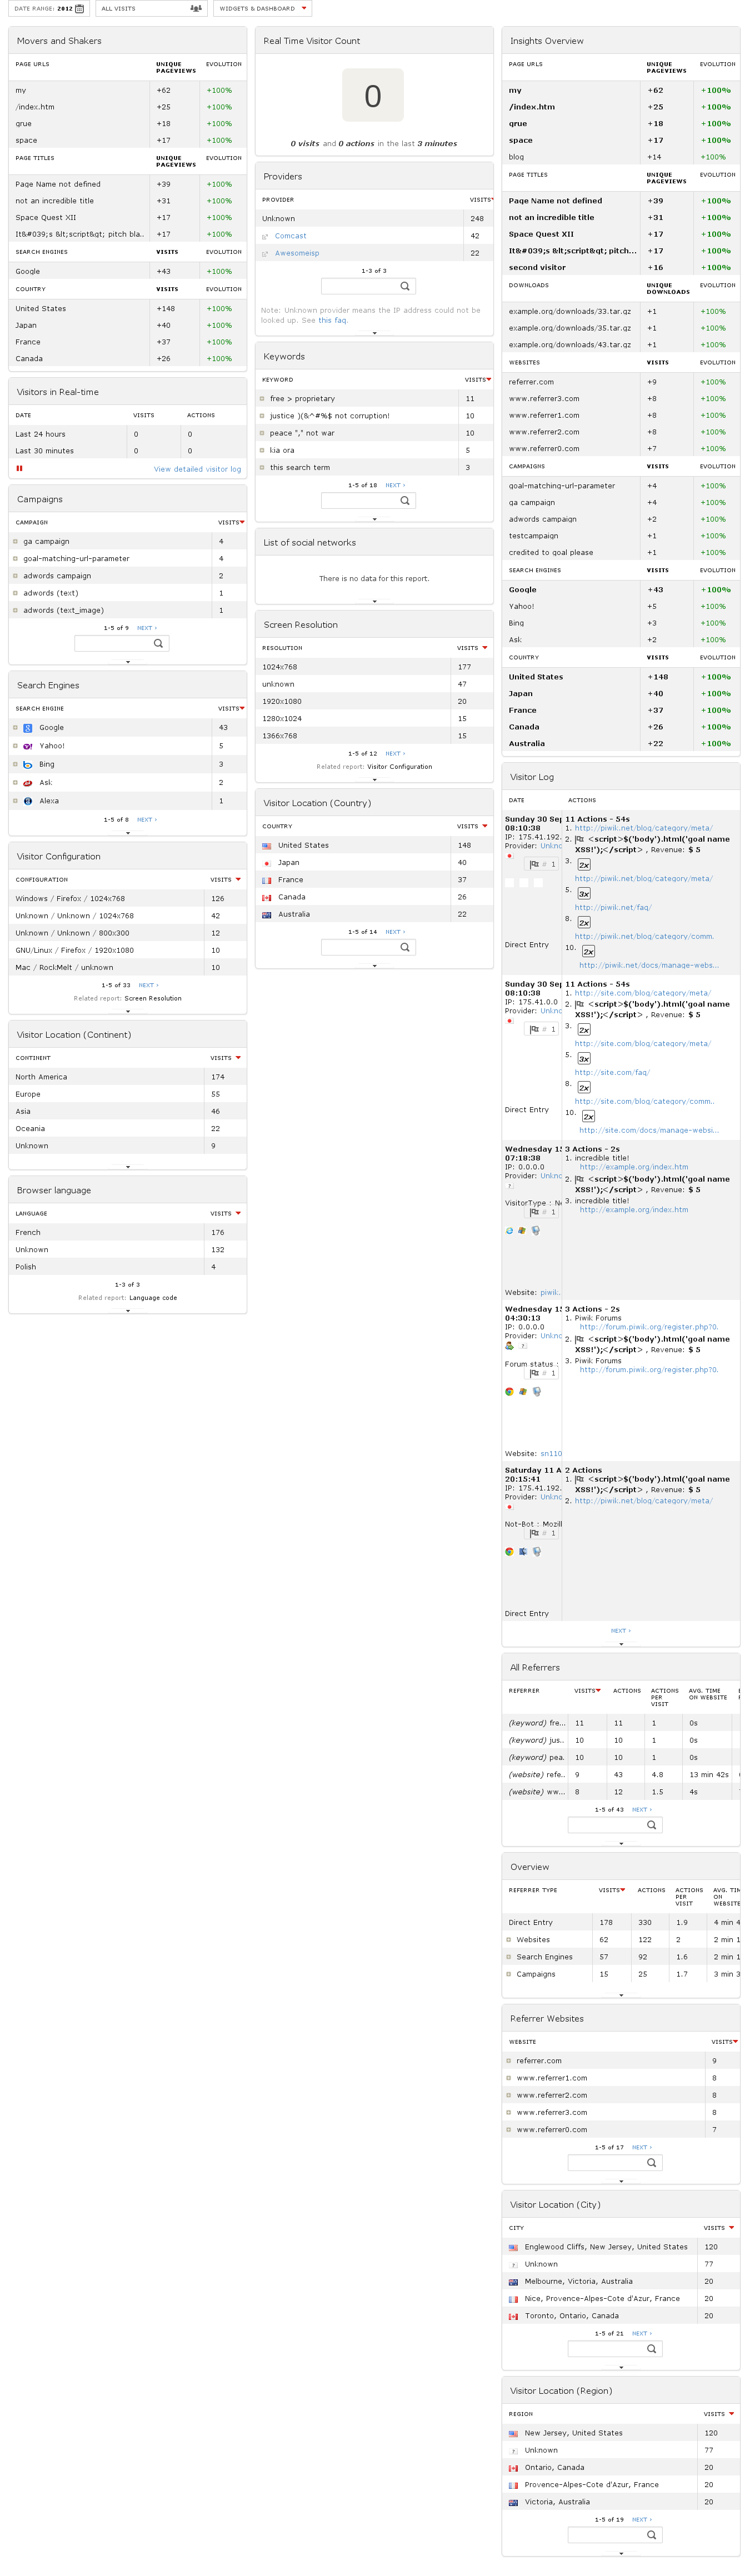 DATE RANGE: 2012
ALL VISITS
WIDGETS & DASHBOARD
Movers and Shakers
PAGE URLS UNIQUE PAGEVIEWS EVOLUTION
my +62 +100%
/index.htm +25 +100%
grue +18 +100%
space +17 +100%
PAGE TITLES UNIQUE PAGEVIEWS EVOLUTION
Page Name not defined +39 +100%
not an incredible title +31 +100%
Space Quest XII +17 +100%
It&#039;s &lt;script&gt; pitch bla.. +17 +100%
SEARCH ENGINES VISITS EVOLUTION
Google +43 +100%
COUNTRY VISITS EVOLUTION
United States +148 +100%
Japan +40 +100%
France +37 +100%
Canada +26 +100%
Visitors in Real-time
DATE VISITS ACTIONS
Last 24 hours 0 0
Last 30 minutes 0 0
View detailed visitor log
Campaigns
CAMPAIGN VISITS
ga campaign 4
goal-matching-url-parameter 4
adwords campaign 2
adwords (text) 1
adwords (text_image) 1
1-5 of 9 NEXT ›
Search Engines
SEARCH ENGINE VISITS
Google 43
Yahoo! 5
Bing 3
Ask 2
Alexa 1
1-5 of 8 NEXT ›
Visitor Configuration
CONFIGURATION VISITS
Windows / Firefox / 1024x768 126
Unknown / Unknown / 1024x768 42
Unknown / Unknown / 800x300 12
GNU/Linux / Firefox / 1920x1080 10
Mac / RockMelt / unknown 10
1-5 of 33 NEXT ›
Related report: Screen Resolution
Visitor Location (Continent)
CONTINENT VISITS
North America 174
Europe 55
Asia 46
Oceania 22
Unknown 9
Browser language
LANGUAGE VISITS
French 176
Unknown 132
Polish 4
1-3 of 3
Related report: Language code
Real Time Visitor Count
0
0 visits and 0 actions in the last 3 minutes
Providers
PROVIDER VISITS
Unknown 248
Comcast 42
Awesomeisp 22
1-3 of 3
Note: Unknown provider means the IP address could not be
looked up. See this faq.
Keywords
KEYWORD VISITS
free > proprietary 11
justice )(&^#%$ not corruption! 10
peace "," not war 10
kia ora 5
this search term 3
1-5 of 18 NEXT ›
List of social networks
There is no data for this report.
Screen Resolution
RESOLUTION VISITS
1024x768 177
unknown 47
1920x1080 20
1280x1024 15
1366x768 15
1-5 of 12 NEXT ›
Related report: Visitor Configuration
Visitor Location (Country)
COUNTRY VISITS
United States 148
Japan 40
France 37
Canada 26
Australia 22
1-5 of 14 NEXT ›
Insights Overview
PAGE URLS UNIQUE PAGEVIEWS EVOLUTION
my +62 +100%
/index.htm +25 +100%
grue +18 +100%
space +17 +100%
blog +14 +100%
PAGE TITLES UNIQUE PAGEVIEWS EVOLUTION
Page Name not defined +39 +100%
not an incredible title +31 +100%
Space Quest XII +17 +100%
It&#039;s &lt;script&gt; pitch... +17 +100%
second visitor +16 +100%
DOWNLOADS UNIQUE DOWNLOADS EVOLUTION
example.org/downloads/33.tar.gz +1 +100%
example.org/downloads/35.tar.gz +1 +100%
example.org/downloads/43.tar.gz +1 +100%
WEBSITES VISITS EVOLUTION
referrer.com +9 +100%
www.referrer3.com +8 +100%
www.referrer1.com +8 +100%
www.referrer2.com +8 +100%
www.referrer0.com +7 +100%
CAMPAIGNS VISITS EVOLUTION
goal-matching-url-parameter +4 +100%
ga campaign +4 +100%
adwords campaign +2 +100%
testcampaign +1 +100%
credited to goal please +1 +100%
SEARCH ENGINES VISITS EVOLUTION
Google +43 +100%
Yahoo! +5 +100%
Bing +3 +100%
Ask +2 +100%
COUNTRY VISITS EVOLUTION
United States +148 +100%
Japan +40 +100%
France +37 +100%
Canada +26 +100%
Australia +22 +100%
Visitor Log
DATE ACTIONS
Sunday 30 Sep 11 Actions - 54s
08:10:38 1. http://piwik.net/blog/category/meta/
IP: 175.41.192. 2. <script>$('body').html('goal name
Provider: Unkno XSS!');</script> , Revenue: $ 5
# 1 3. 2x
http://piwik.net/blog/category/meta/
5. 3x
http://piwik.net/faq/
8. 2x
http://piwik.net/blog/category/comm.
Direct Entry 10. 2x
http://piwik.net/docs/manage-webs...
Sunday 30 Sep 11 Actions - 54s
08:10:38 1. http://site.com/blog/category/meta/
IP: 175.41.0.0 2. <script>$('body').html('goal name
Provider: Unkno XSS!');</script> , Revenue: $ 5
# 1 3. 2x
http://site.com/blog/category/meta/
5. 3x
http://site.com/faq/
8. 2x
http://site.com/blog/category/comm..
Direct Entry 10. 2x
http://site.com/docs/manage-websi...
Wednesday 15 3 Actions - 2s
07:18:38 1. incredible title!
IP: 0.0.0.0 http://example.org/index.htm
Provider: Unkno 2. <script>$('body').html('goal name
XSS!');</script> , Revenue: $ 5
VisitorType : Ne 3. incredible title!
# 1 http://example.org/index.htm
Website: piwik.
Wednesday 15 3 Actions - 2s
04:30:13 1. Piwik Forums
IP: 0.0.0.0 http://forum.piwik.org/register.php?0.
Provider: Unkno 2. <script>$('body').html('goal name
XSS!');</script> , Revenue: $ 5
Forum status : 3. Piwik Forums
# 1 http://forum.piwik.org/register.php?0.
Website: sn110
Saturday 11 A 2 Actions
20:15:41 1. <script>$('body').html('goal name
IP: 175.41.192. XSS!');</script> , Revenue: $ 5
Provider: Unkno 2. http://piwik.net/blog/category/meta/
Not-Bot : Mozill
# 1
Direct Entry
NEXT ›
All Referrers
REFERRER VISITS ACTIONS ACTIONS PER VISIT AVG. TIME ON WEBSITE
(keyword) fre... 11 11 1 0s
(keyword) jus.. 10 10 1 0s
(keyword) pea. 10 10 1 0s
(website) refe.. 9 43 4.8 13 min 42s
(website) ww... 8 12 1.5 4s
1-5 of 43 NEXT ›
Overview
REFERRER TYPE VISITS ACTIONS ACTIONS PER VISIT AVG. TIM ON WEBSITE
Direct Entry 178 330 1.9 4 min 4
Websites 62 122 2 2 min 1
Search Engines 57 92 1.6 2 min 1
Campaigns 15 25 1.7 3 min 3
Referrer Websites
WEBSITE VISITS
referrer.com 9
www.referrer1.com 8
www.referrer2.com 8
www.referrer3.com 8
www.referrer0.com 7
1-5 of 17 NEXT ›
Visitor Location (City)
CITY VISITS
Englewood Cliffs, New Jersey, United States 120
Unknown 77
Melbourne, Victoria, Australia 20
Nice, Provence-Alpes-Cote d'Azur, France 20
Toronto, Ontario, Canada 20
1-5 of 21 NEXT ›
Visitor Location (Region)
REGION VISITS
New Jersey, United States 120
Unknown 77
Ontario, Canada 20
Provence-Alpes-Cote d'Azur, France 20
Victoria, Australia 20
1-5 of 19 NEXT ›